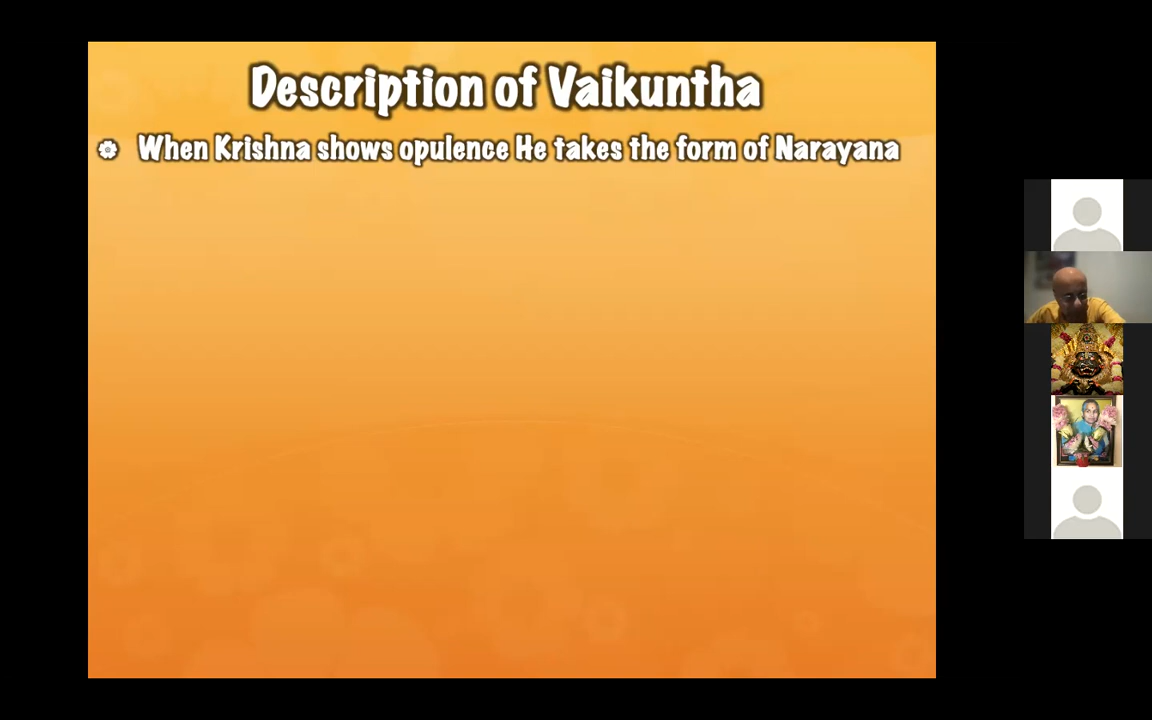 Description of Vaikuntha
When Krishna shows opulence He takes the form of Narayana